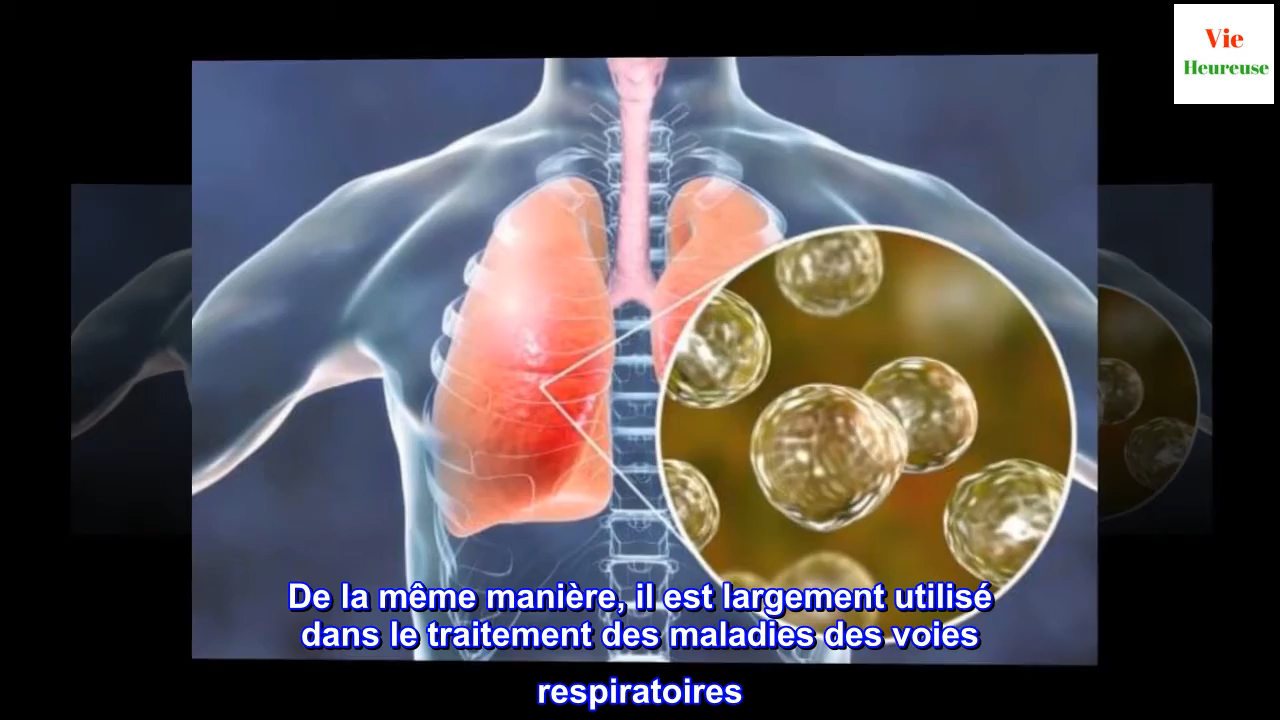 Vie
Heureuse
De la même manière, il est largement utilisé
dans le traitement des maladies des voies
respiratoires